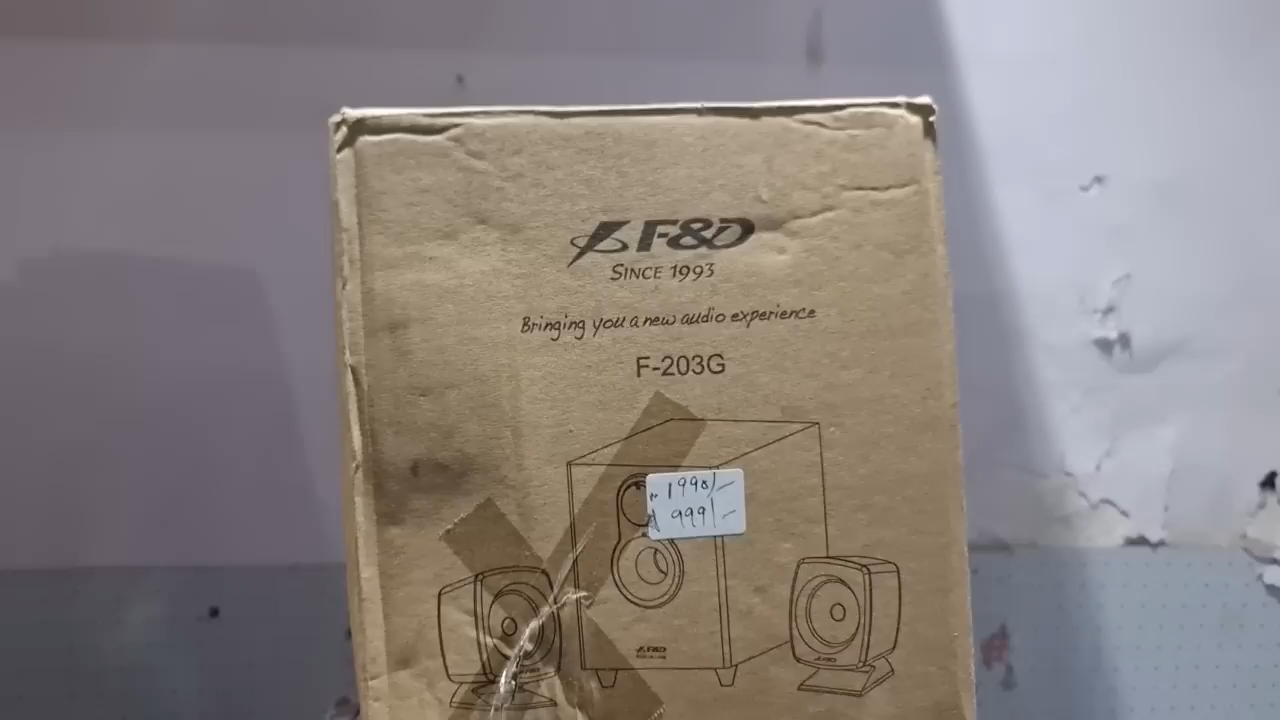 F&D
SINCE 1993
Bringing you a new audio experience
F-203G
1990/-
999/-
F&D
F&D